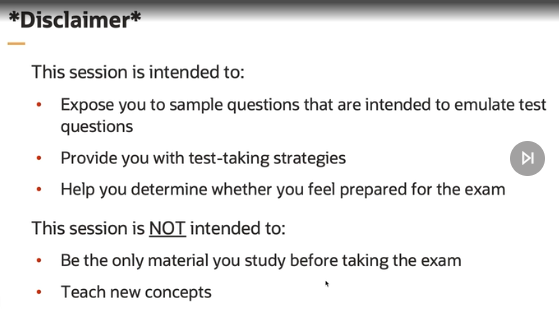 *Disclaimer*
This session is intended to:
• Expose you to sample questions that are intended to emulate test
questions
• Provide you with test-taking strategies
• Help you determine whether you feel prepared for the exam
This session is NOT intended to:
• Be the only material you study before taking the exam
• Teach new concepts